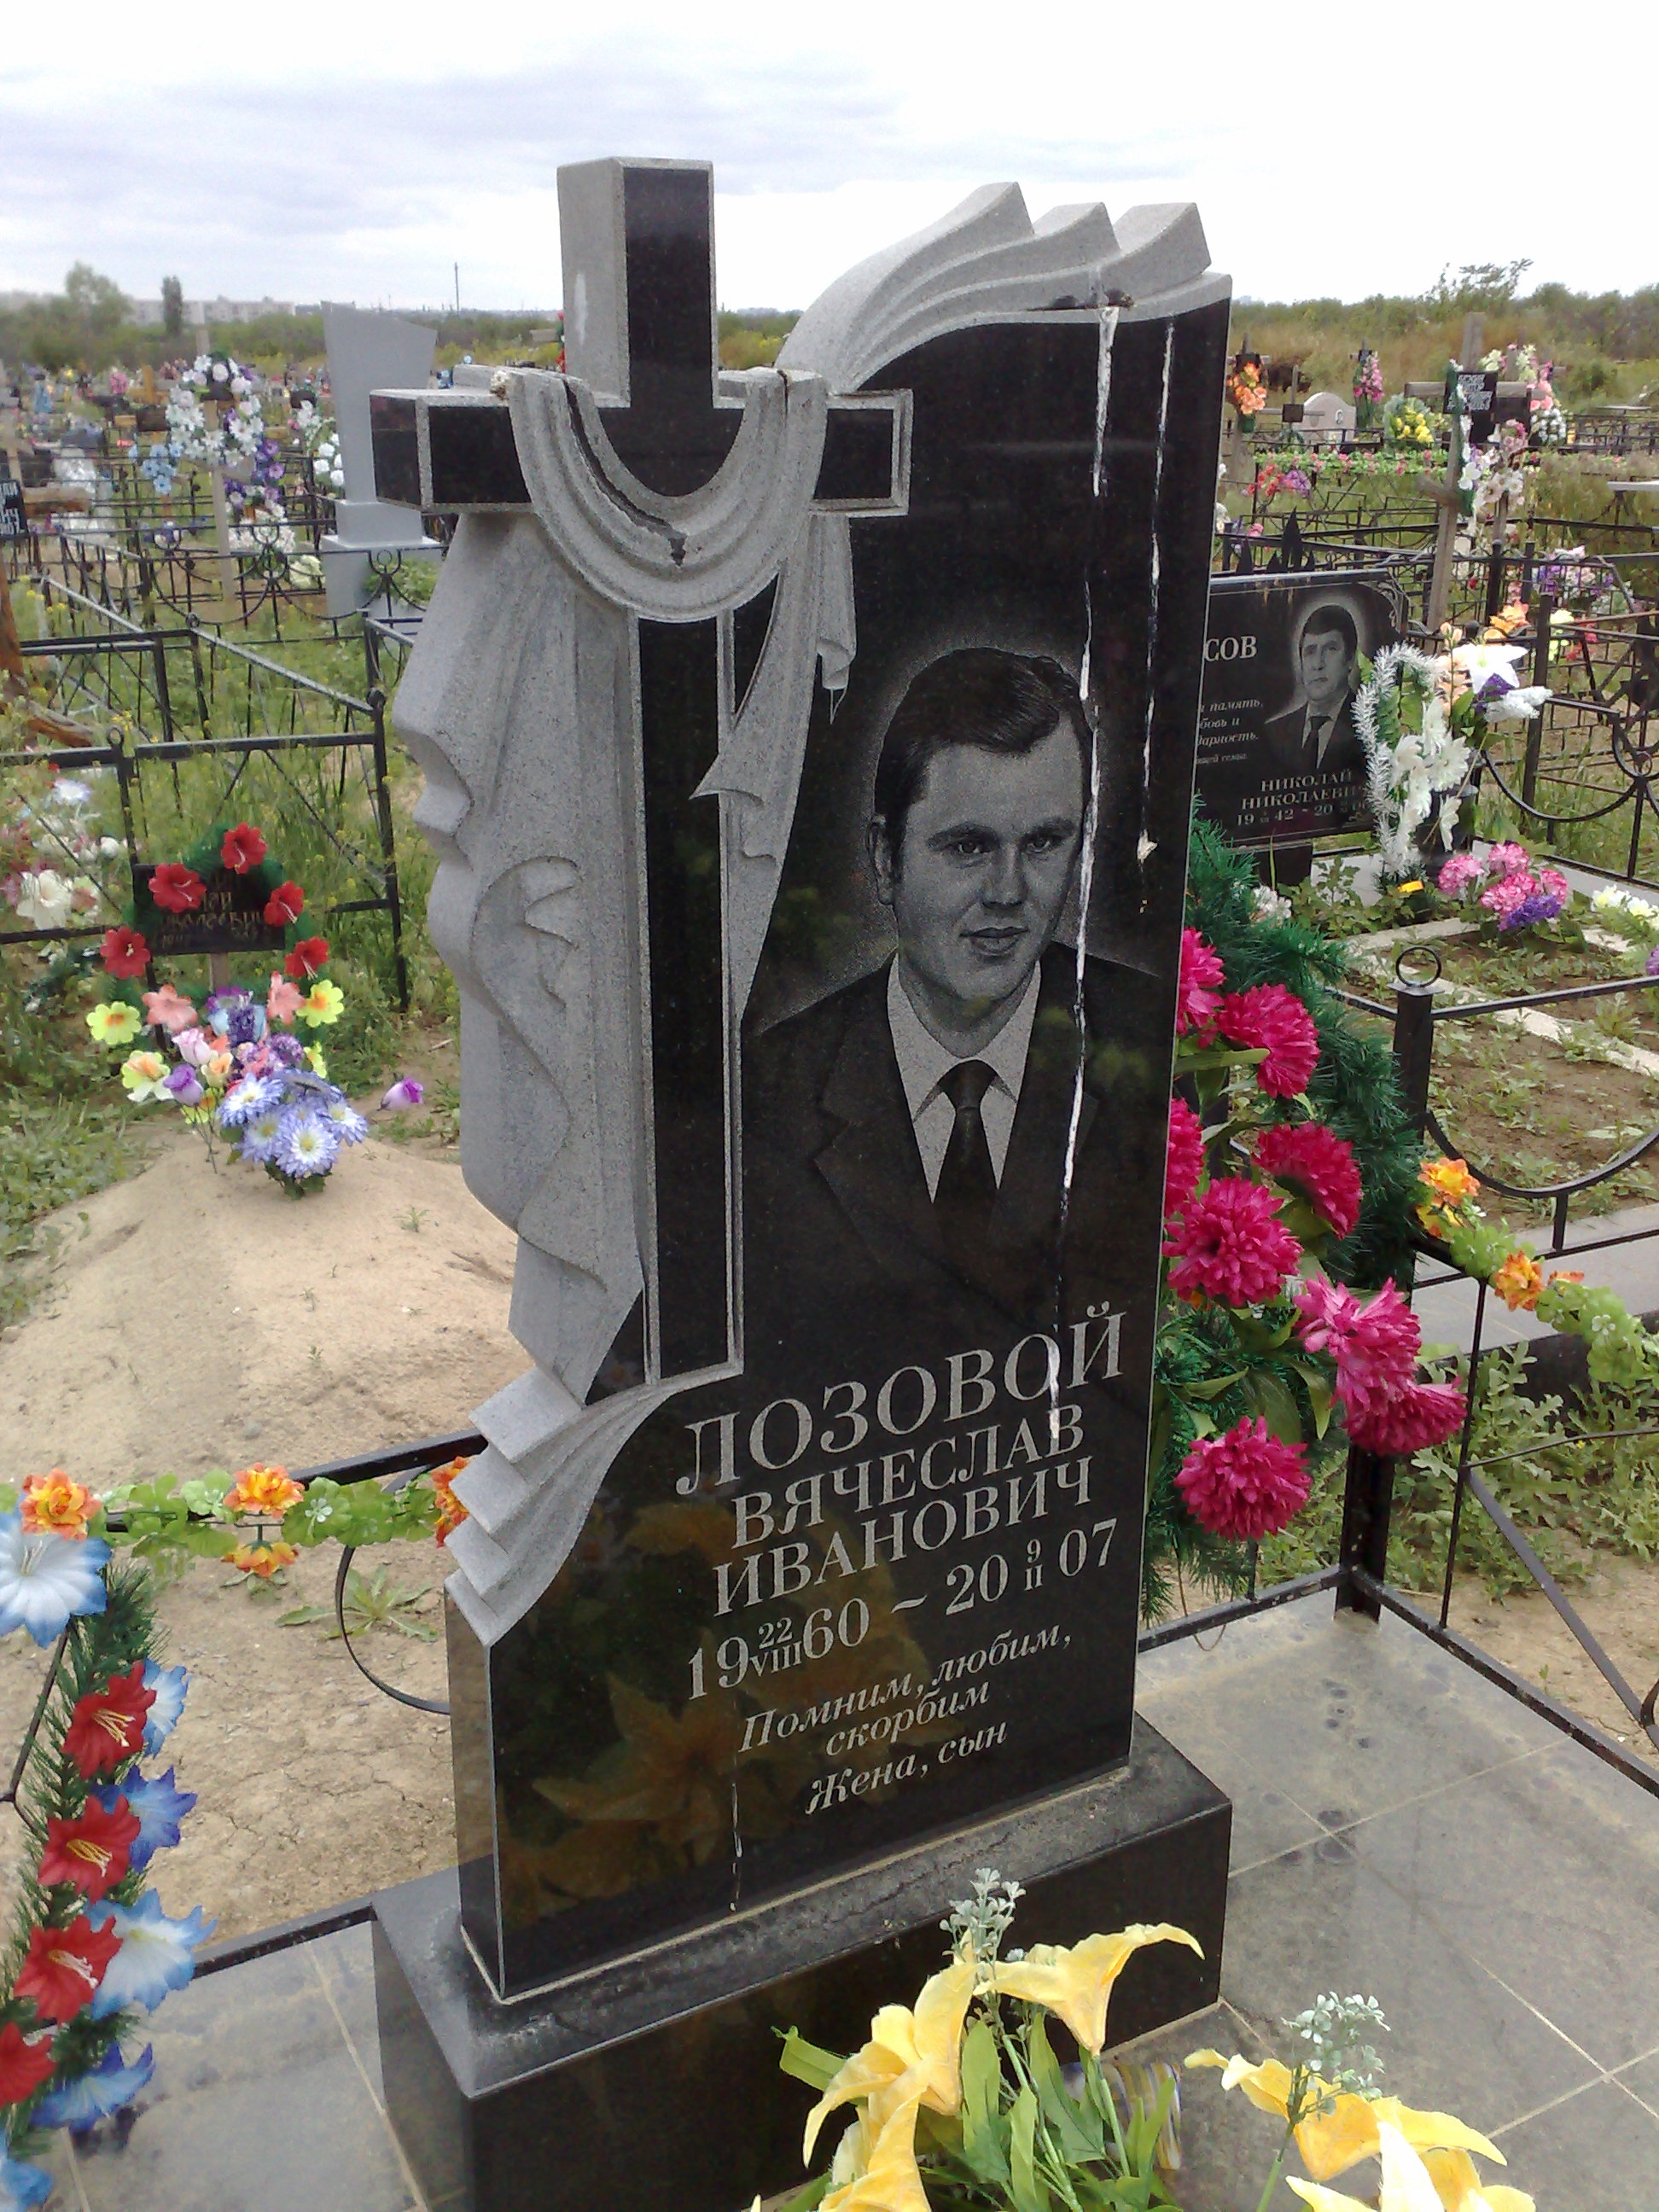 ЛОЗОВОЙ
ВЯЧЕСЛАВ
ИВАНОВИЧ
19 22 VIII 60 ~ 20 9 II 07
Помним, любим,
скорбим
Жена, сын
СОВ
память,
и
НИКОЛАЙ
НИКОЛАЕВИЧ